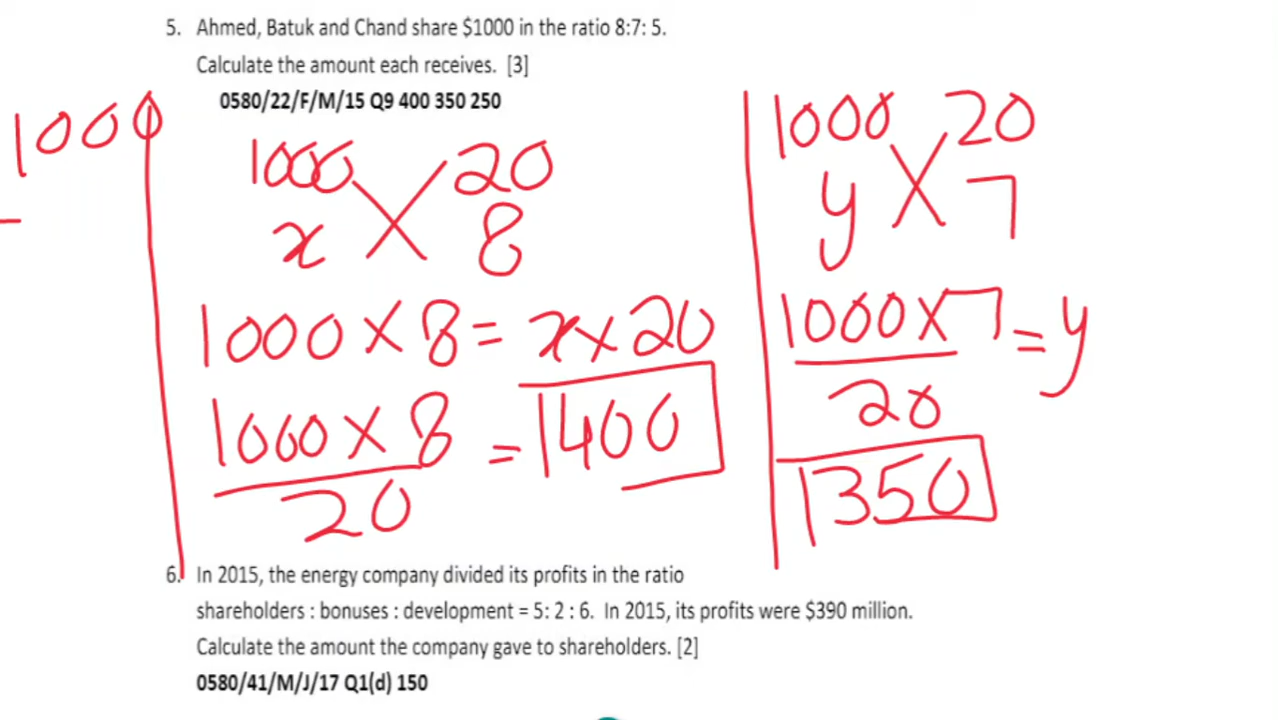 5. Ahmed, Batuk and Chand share $1000 in the ratio 8:7: 5.
Calculate the amount each receives. [3]
0580/22/F/M/15 Q9 400 350 250
1000
1000 20
x 8
1000 × 8 = x × 20
1000 × 8 = 400
20
1000 20
y 7
1000 × 7 = y
20
350
6. In 2015, the energy company divided its profits in the ratio
shareholders : bonuses : development = 5: 2 : 6. In 2015, its profits were $390 million.
Calculate the amount the company gave to shareholders. [2]
0580/41/M/J/17 Q1(d) 150